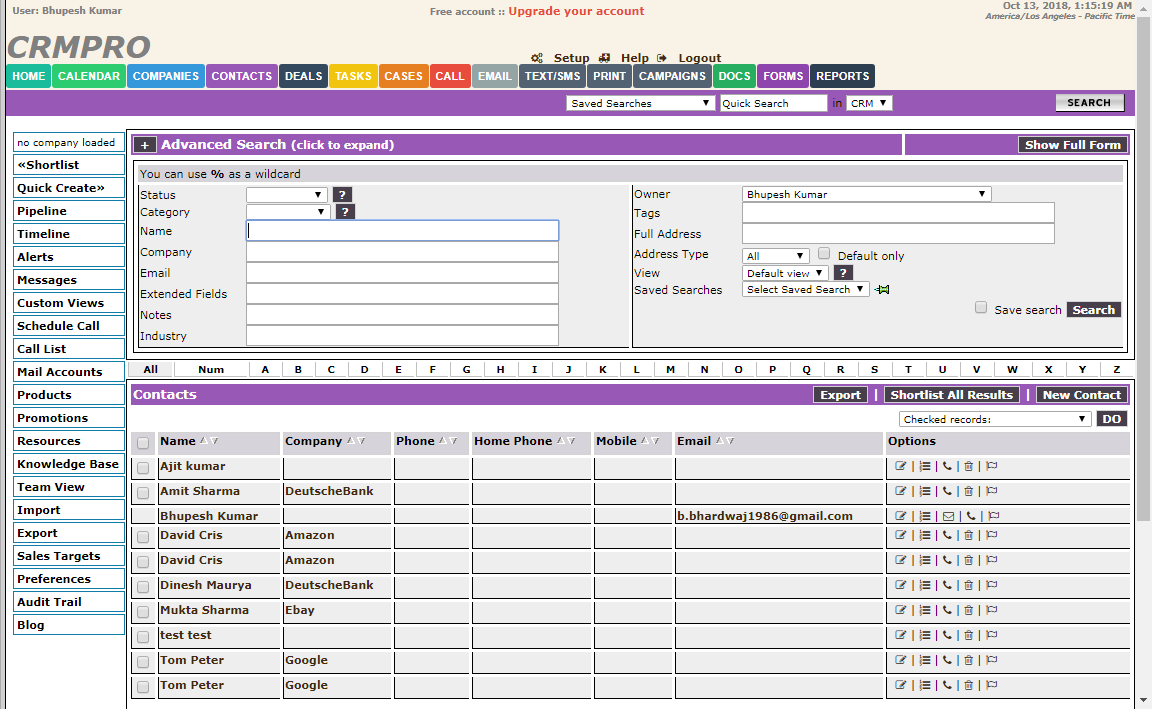 User: Bhupesh Kumar
Free account :: Upgrade your account
Oct 13, 2018, 1:15:19 AM
America/Los Angeles - Pacific Time
CRMPRO
Setup Help Logout
HOME CALENDAR COMPANIES CONTACTS DEALS TASKS CASES CALL EMAIL TEXT/SMS PRINT CAMPAIGNS DOCS FORMS REPORTS
Saved Searches Quick Search in CRM SEARCH
no company loaded
«Shortlist
Quick Create»
Pipeline
Timeline
Alerts
Messages
Custom Views
Schedule Call
Call List
Mail Accounts
Products
Promotions
Resources
Knowledge Base
Team View
Import
Export
Sales Targets
Preferences
Audit Trail
Blog
+ Advanced Search (click to expand) Show Full Form
You can use % as a wildcard
Status ?
Category ?
Name
Company
Email
Extended Fields
Notes
Industry
Owner Bhupesh Kumar
Tags
Full Address
Address Type All Default only
View Default view ?
Saved Searches Select Saved Search
Save search Search
All Num A B C D E F G H I J K L M N O P Q R S T U V W X Y Z
Contacts Export | Shortlist All Results | New Contact
Checked records: DO
Name Company Phone Home Phone Mobile Email Options
Ajit kumar | | | |
Amit Sharma DeutscheBank | | | |
Bhupesh Kumar b.bhardwaj1986@gmail.com | | | |
David Cris Amazon | | | |
David Cris Amazon | | | |
Dinesh Maurya DeutscheBank | | | |
Mukta Sharma Ebay | | | |
test test | | | |
Tom Peter Google | | | |
Tom Peter Google | | | |